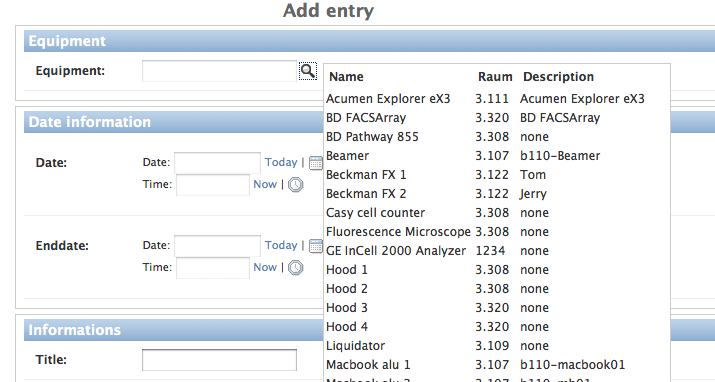 Add entry
Equipment
Equipment:
Name Raum Description
Acumen Explorer eX3 3.111 Acumen Explorer eX3
BD FACSArray 3.320 BD FACSArray
BD Pathway 855 3.308 none
Beamer 3.107 b110-Beamer
Beckman FX 1 3.122 Tom
Beckman FX 2 3.122 Jerry
Casy cell counter 3.308 none
Fluorescence Microscope 3.308 none
GE InCell 2000 Analyzer 1234 none
Hood 1 3.308 none
Hood 2 3.308 none
Hood 3 3.320 none
Hood 4 3.320 none
Liquidator 3.109 none
Macbook alu 1 3.107 b110-macbook01
Date information
Date: Date: Today |
Time: Now |
Enddate: Date: Today |
Time: Now |
Informations
Title: